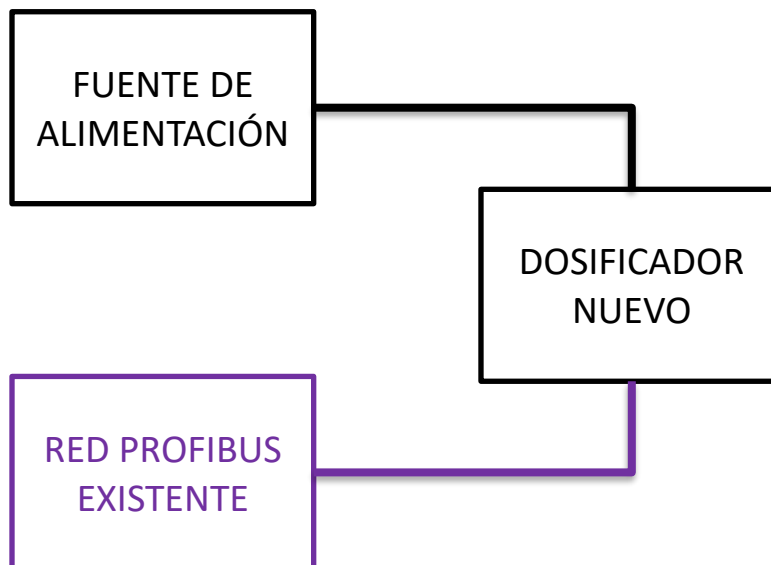 FUENTE DE
ALIMENTACIÓN
DOSIFICADOR
NUEVO
RED PROFIBUS
EXISTENTE